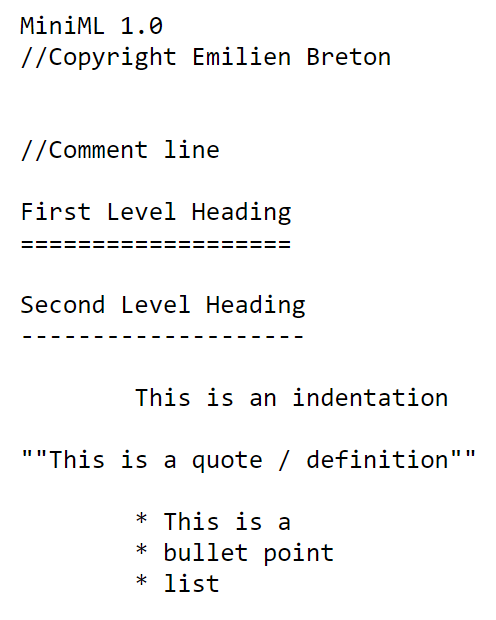 MiniML 1.0
//Copyright Emilien Breton
//Comment line
First Level Heading
===================
Second Level Heading
--------------------
This is an indentation
""This is a quote / definition""
* This is a
* bullet point
* list